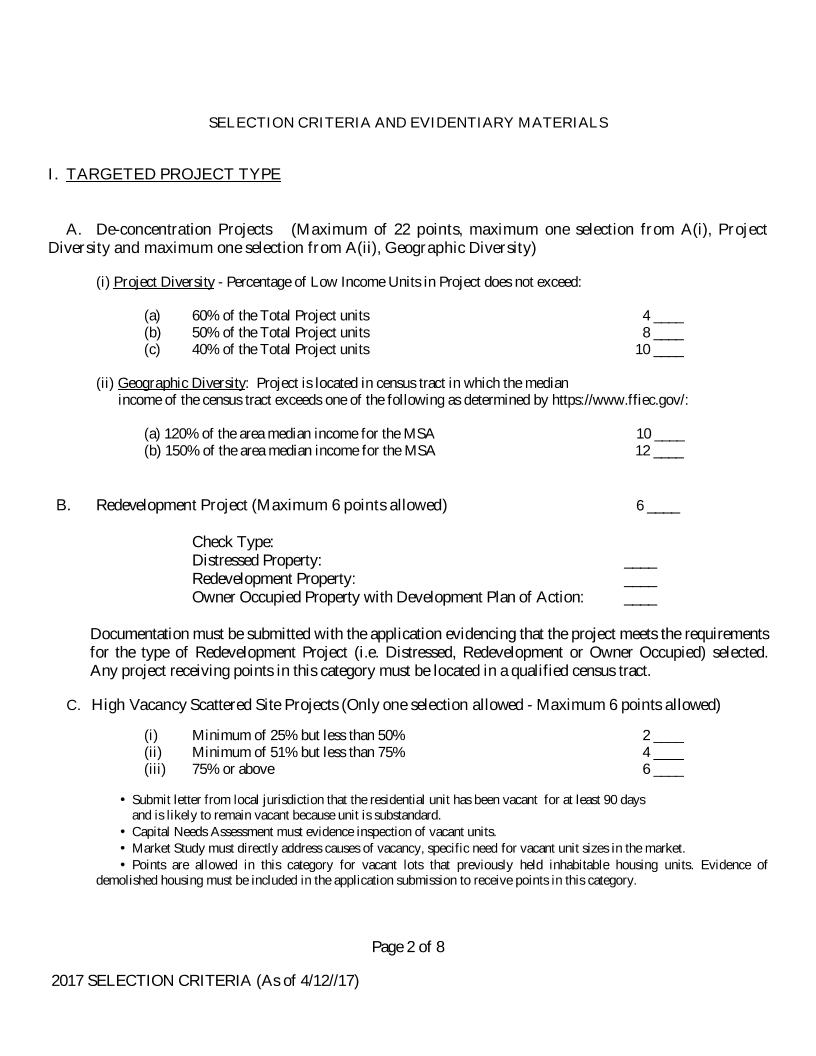 SELECTION CRITERIA AND EVIDENTIARY MATERIALS
I. TARGETED PROJECT TYPE
A. De-concentration Projects (Maximum of 22 points, maximum one selection from A(i), Project
Diversity and maximum one selection from A(ii), Geographic Diversity)
(i) Project Diversity - Percentage of Low Income Units in Project does not exceed:
(a) 60% of the Total Project units 4 ____
(b) 50% of the Total Project units 8 ____
(c) 40% of the Total Project units 10 ____
(ii) Geographic Diversity: Project is located in census tract in which the median
income of the census tract exceeds one of the following as determined by https://www.ffiec.gov/:
(a) 120% of the area median income for the MSA 10 ____
(b) 150% of the area median income for the MSA 12 ____
B. Redevelopment Project (Maximum 6 points allowed) 6 ____
Check Type:
Distressed Property: ____
Redevelopment Property: ____
Owner Occupied Property with Development Plan of Action: ____
Documentation must be submitted with the application evidencing that the project meets the requirements
for the type of Redevelopment Project (i.e. Distressed, Redevelopment or Owner Occupied) selected.
Any project receiving points in this category must be located in a qualified census tract.
C. High Vacancy Scattered Site Projects (Only one selection allowed - Maximum 6 points allowed)
(i) Minimum of 25% but less than 50% 2 ____
(ii) Minimum of 51% but less than 75% 4 ____
(iii) 75% or above 6 ____
• Submit letter from local jurisdiction that the residential unit has been vacant for at least 90 days
and is likely to remain vacant because unit is substandard.
• Capital Needs Assessment must evidence inspection of vacant units.
• Market Study must directly address causes of vacancy, specific need for vacant unit sizes in the market.
• Points are allowed in this category for vacant lots that previously held inhabitable housing units. Evidence of
demolished housing must be included in the application submission to receive points in this category.
Page 2 of 8
2017 SELECTION CRITERIA (As of 4/12//17)